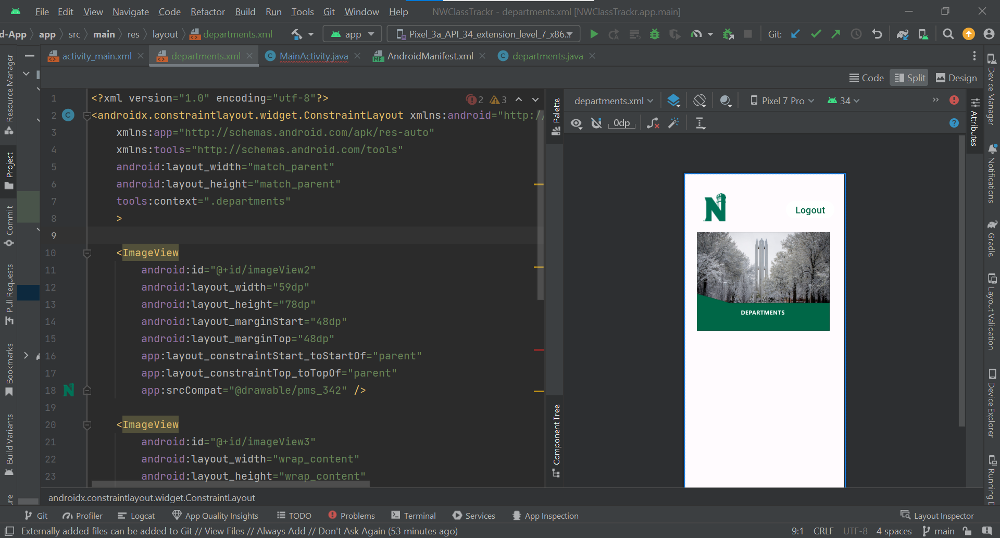 File Edit View Navigate Code Refactor Build Run Tools Git Window Help NWClassTrackr - departments.xml [NWClassTrackr.app.main]
d-App app src main res layout departments.xml app Pixel_3a_API_34_extension_level_7_x86... Git:
activity_main.xml departments.xml MainActivity.java AndroidManifest.xml departments.java
Code Split Design
departments.xml Pixel 7 Pro 34
0dp
2 3
1 <?xml version="1.0" encoding="utf-8"?>
2 <androidx.constraintlayout.widget.ConstraintLayout xmlns:android="http://
3 xmlns:app="http://schemas.android.com/apk/res-auto"
4 xmlns:tools="http://schemas.android.com/tools"
5 android:layout_width="match_parent"
6 android:layout_height="match_parent"
7 tools:context=".departments"
8 >
9
10 <ImageView
11 android:id="@+id/imageView2"
12 android:layout_width="59dp"
13 android:layout_height="78dp"
14 android:layout_marginStart="48dp"
15 android:layout_marginTop="48dp"
16 app:layout_constraintStart_toStartOf="parent"
17 app:layout_constraintTop_toTopOf="parent"
18 app:srcCompat="@drawable/pms_342" />
19
20 <ImageView
21 android:id="@+id/imageView3"
22 android:layout_width="wrap_content"
23 android:layout_height="wrap_content"
N
Logout
DEPARTMENTS
Resource Manager
Project
Commit
Pull Requests
Bookmarks
Build Variants
Palette
Component Tree
Attributes
Device Manager
Notifications
Gradle
Layout Validation
Device Explorer
Running D
androidx.constraintlayout.widget.ConstraintLayout
Git Profiler Logcat App Quality Insights TODO Problems Terminal Services App Inspection Layout Inspector
Externally added files can be added to Git // View Files // Always Add // Don't Ask Again (53 minutes ago) 9:1 CRLF UTF-8 4 spaces main